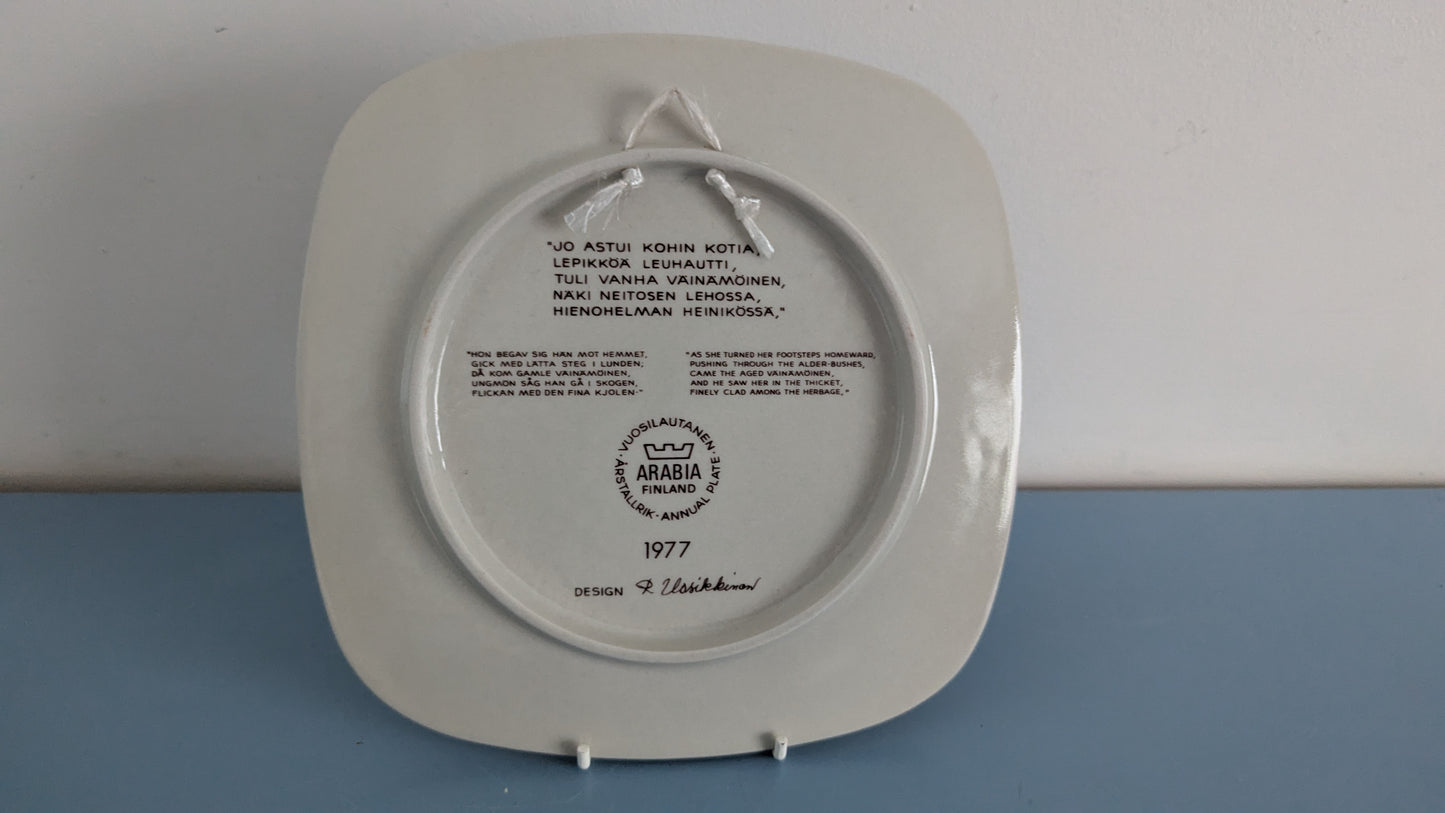 "JO ASTUI KOHIN KOTIA,
LEPIKKÖÄ LEUHAUTTI,
TULI VANHA VÄINÄMÖINEN,
NÄKI NEITOSEN LEHOSSA,
HIENOHELMAN HEINIKÖSSÄ,"
"HON BEGAV SIG HÄN MOT HEMMET,
GICK MED LÄTTA STEG I LUNDEN;
DÅ KOM GAMLE VÄINÄMÖINEN,
UNGMÖN SÅG HAN GÅ I SKOGEN,
FLICKAN MED DEN FINA KJOLEN."
"AS SHE TURNED HER FOOTSTEPS HOMEWARD,
PUSHING THROUGH THE ALDER-BUSHES,
CAME THE AGED VÄINÄMÖINEN,
AND HE SAW HER IN THE THICKET,
FINELY CLAD AMONG THE HERBAGE,"
·VUOSILAUTANEN·
ÅRSTALLRIK·ANNUAL PLATE
ARABIA
FINLAND
1977
DESIGN R. Uosikkinen